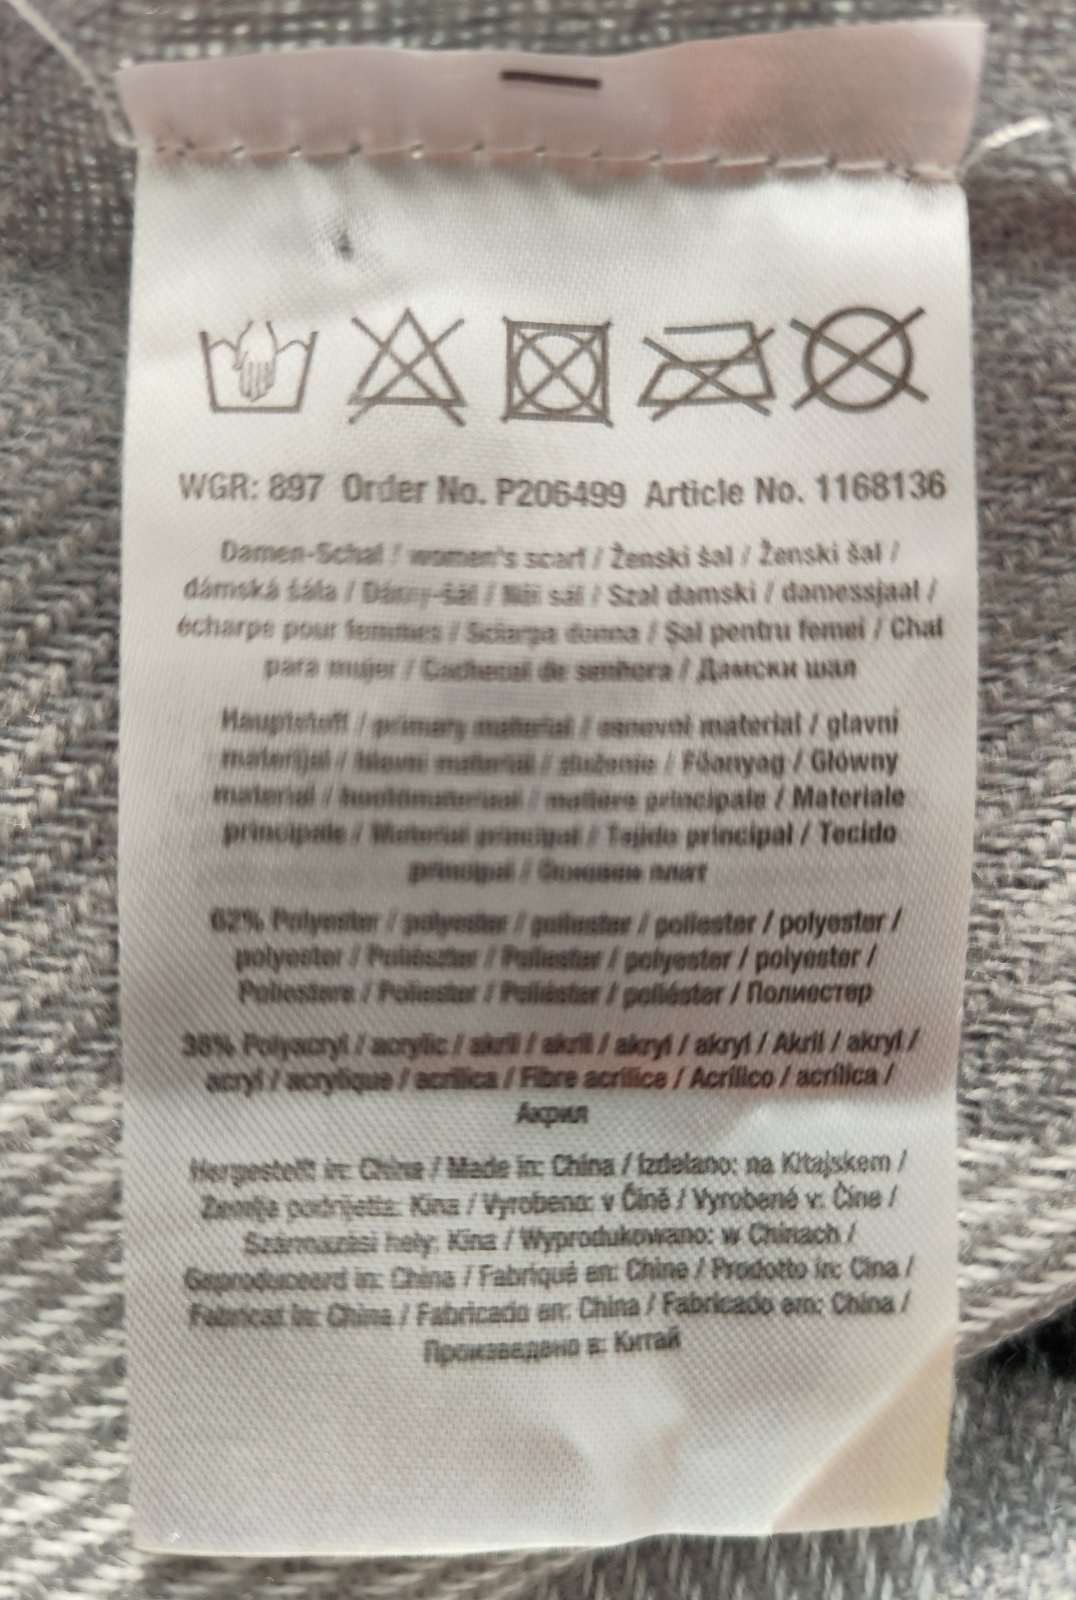 WGR: 897 Order No. P206499 Article No. 1168136
Damen-Schal / women's scarf / Ženski šal / Ženski šal /
dámská šála / Dámy-šál / Női sál / Szal damski / damessjaal /
écharpe pour femmes / Sciarpa donna / Șal pentru femei / Chal
para mujer / Cachecol de senhora / Дамски шал
Hauptstoff / primary material / osnovni material / glavni
materijal / hlavní materiál / zloženie / Főanyag / Główny
materiał / hoofdmateriaal / matière principale / Materiale
principale / Material principal / Tejido principal / Tecido
principal / Основен плат
62% Polyester / polyester / poliester / poliester / polyester /
polyester / Poliészter / Poliester / polyester / polyester /
Poliestere / Poliester / Poliéster / poliéster / Полиестер
38% Polyacryl / acrylic / akril / akril / akryl / akryl / Akril / akryl /
acryl / acrylique / acrilica / Fibre acrilice / Acrílico / acrílica /
Акрил
Hergestellt in: China / Made in: China / Izdelano: na Kitajskem /
Zemlja podrijetla: Kina / Vyrobeno: v Číně / Vyrobené v: Číne /
Származási hely: Kína / Wyprodukowano: w Chinach /
Geproduceerd in: China / Fabriqué en: Chine / Prodotto in: Cina /
Fabricat în: China / Fabricado en: China / Fabricado em: China /
Произведено в: Китай